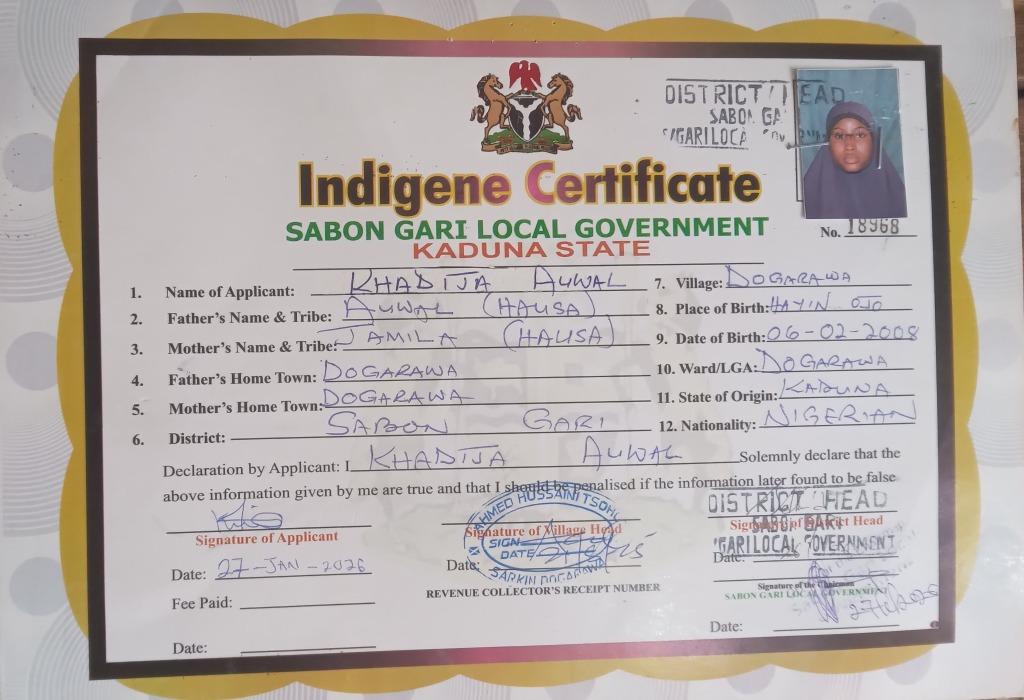 DISTRICT HEAD
SABON GA
GARI LOCA
Indigene Certificate
SABON GARI LOCAL GOVERNMENT
KADUNA STATE
No. 18968
1. Name of Applicant: KHADIJA AUWAL
2. Father's Name & Tribe: AUWAL (HAUSA)
3. Mother's Name & Tribe: JAMILA (HAUSA)
4. Father's Home Town: DOGARAWA
5. Mother's Home Town: DOGARAWA
6. District: SABON GARI
7. Village: DOGARAWA
8. Place of Birth: HAYIN OJO
9. Date of Birth: 06-02-2008
10. Ward/LGA: DOGARAWA
11. State of Origin: KADUNA
12. Nationality: NIGERIAN
Declaration by Applicant: I KHADIJA AUWAL Solemnly declare that the
above information given by me are true and that I should be penalised if the information later found to be false
Signature of Applicant
Date: 27-JAN-2026
Fee Paid:
Date:
AHMED HUSSAINI TSOHO
SIGN
DATE
SARKIN DOGARAWA
Signature of Village Head
Date:
REVENUE COLLECTOR'S RECEIPT NUMBER
DISTRICT HEAD
SABON GARI
GARI LOCAL GOVERNMENT
Signature of District Head
Date:
Signature of the Chairman
SABON GARI LOCAL GOVERNMENT
Date: